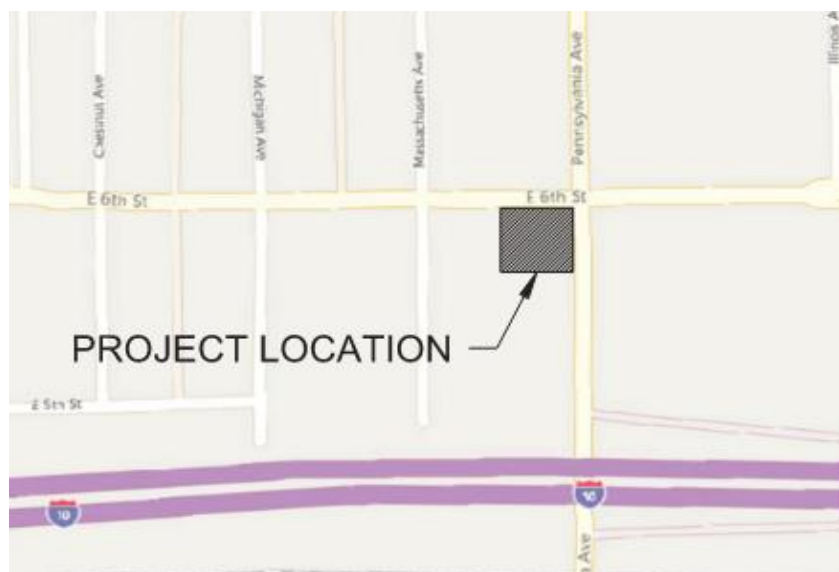 Chestnut Ave
Michigan Ave
Massachusetts Ave
Pennsylvania Ave
Illinois A
E 6th St
E 6th St
PROJECT LOCATION
E 5th St
10
10
a Ave